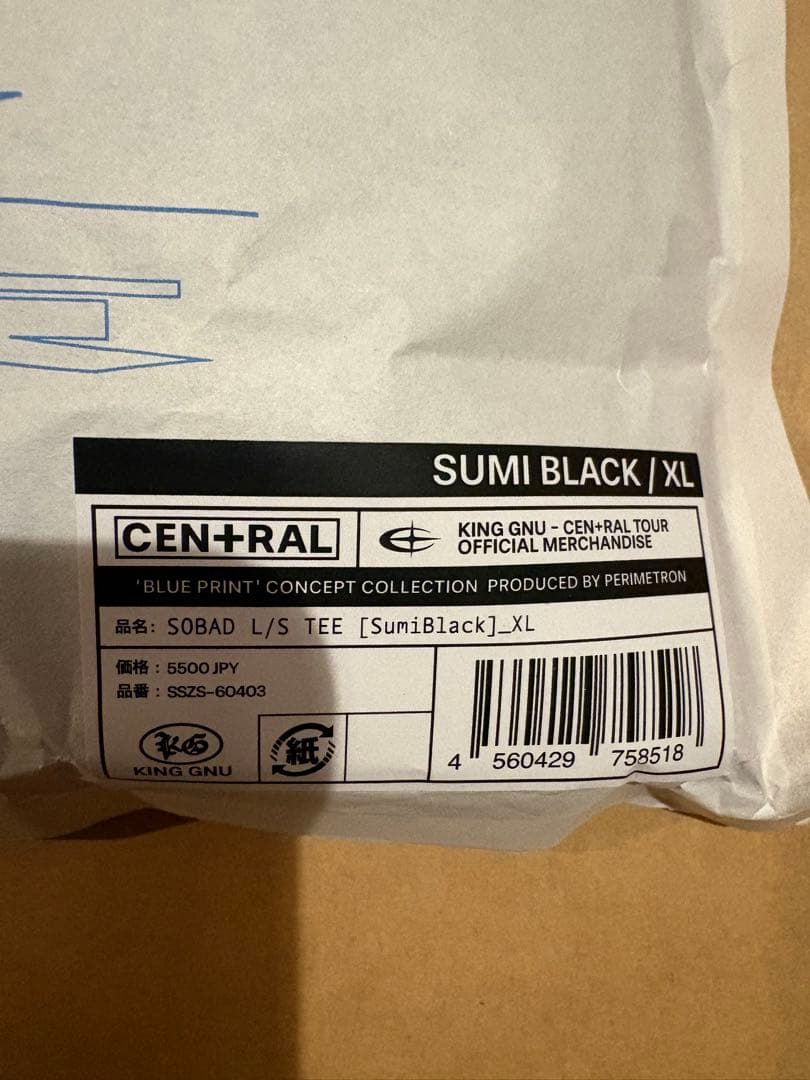 SUMI BLACK / XL
CEN+RAL
KING GNU - CEN+RAL TOUR
OFFICIAL MERCHANDISE
'BLUE PRINT' CONCEPT COLLECTION PRODUCED BY PERIMETRON
品名: SOBAD L/S TEE [SumiBlack]_XL
価格 : 5500 JPY
品番 : SSZS-60403
KG
KING GNU
紙
4 560429 758518